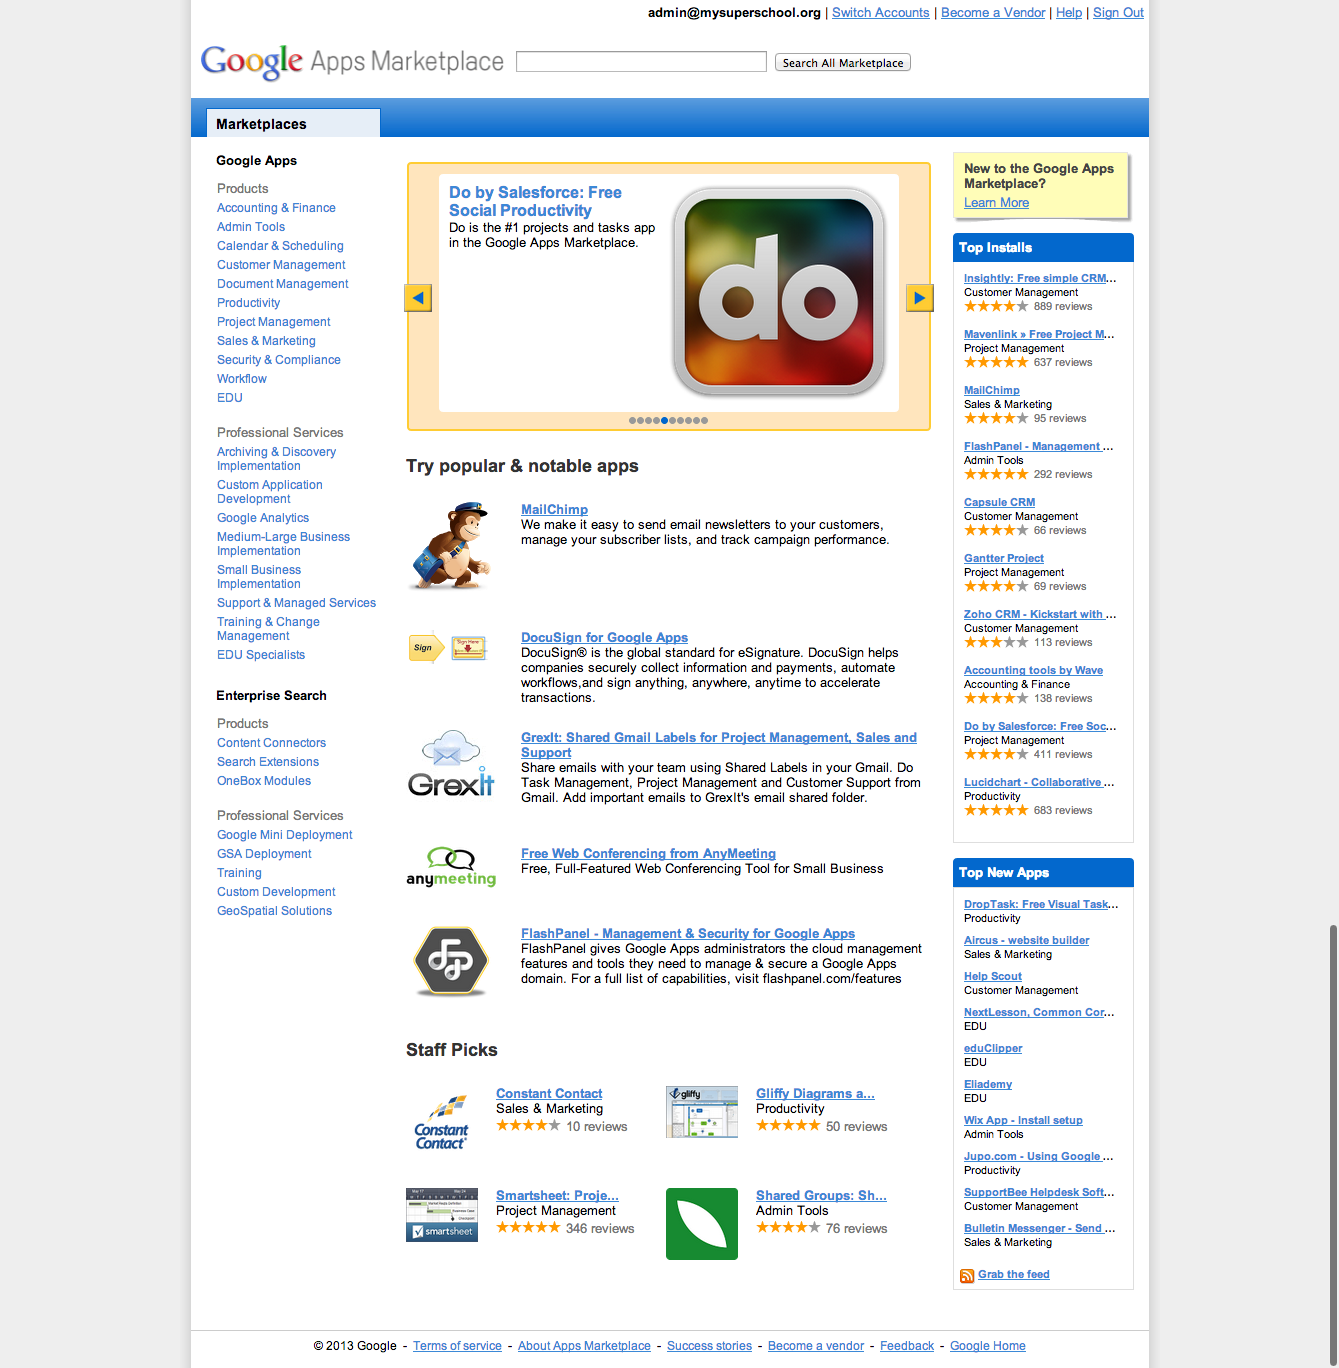 admin@mysuperschool.org | Switch Accounts | Become a Vendor | Help | Sign Out
Google Apps Marketplace
Search All Marketplace
Marketplaces
Google Apps
Products
Accounting & Finance
Admin Tools
Calendar & Scheduling
Customer Management
Document Management
Productivity
Project Management
Sales & Marketing
Security & Compliance
Workflow
EDU
Professional Services
Archiving & Discovery
Implementation
Custom Application
Development
Google Analytics
Medium-Large Business
Implementation
Small Business
Implementation
Support & Managed Services
Training & Change
Management
EDU Specialists
Enterprise Search
Products
Content Connectors
Search Extensions
OneBox Modules
Professional Services
Google Mini Deployment
GSA Deployment
Training
Custom Development
GeoSpatial Solutions
Do by Salesforce: Free
Social Productivity
Do is the #1 projects and tasks app
in the Google Apps Marketplace.
do
Try popular & notable apps
MailChimp
We make it easy to send email newsletters to your customers,
manage your subscriber lists, and track campaign performance.
Sign
Sign Here
DocuSign for Google Apps
DocuSign® is the global standard for eSignature. DocuSign helps
companies securely collect information and payments, automate
workflows,and sign anything, anywhere, anytime to accelerate
transactions.
GrexIt
GrexIt: Shared Gmail Labels for Project Management, Sales and
Support
Share emails with your team using Shared Labels in your Gmail. Do
Task Management, Project Management and Customer Support from
Gmail. Add important emails to GrexIt's email shared folder.
anymeeting
Free Web Conferencing from AnyMeeting
Free, Full-Featured Web Conferencing Tool for Small Business
FlashPanel - Management & Security for Google Apps
FlashPanel gives Google Apps administrators the cloud management
features and tools they need to manage & secure a Google Apps
domain. For a full list of capabilities, visit flashpanel.com/features
Staff Picks
Constant
Contact
Constant Contact
Sales & Marketing
10 reviews
gliffy
Gliffy Diagrams a...
Productivity
50 reviews
smartsheet
Smartsheet: Proje...
Project Management
346 reviews
Shared Groups: Sh...
Admin Tools
76 reviews
New to the Google Apps
Marketplace?
Learn More
Top Installs
Insightly: Free simple CRM...
Customer Management
889 reviews
Mavenlink » Free Project M...
Project Management
637 reviews
MailChimp
Sales & Marketing
95 reviews
FlashPanel - Management ...
Admin Tools
292 reviews
Capsule CRM
Customer Management
66 reviews
Gantter Project
Project Management
69 reviews
Zoho CRM - Kickstart with ...
Customer Management
113 reviews
Accounting tools by Wave
Accounting & Finance
138 reviews
Do by Salesforce: Free Soc...
Project Management
411 reviews
Lucidchart - Collaborative ...
Productivity
683 reviews
Top New Apps
DropTask: Free Visual Task...
Productivity
Aircus - website builder
Sales & Marketing
Help Scout
Customer Management
NextLesson, Common Cor...
EDU
eduClipper
EDU
Eliademy
EDU
Wix App - Install setup
Admin Tools
Jupo.com - Using Google ...
Productivity
SupportBee Helpdesk Soft...
Customer Management
Bulletin Messenger - Send ...
Sales & Marketing
Grab the feed
© 2013 Google - Terms of service - About Apps Marketplace - Success stories - Become a vendor - Feedback - Google Home